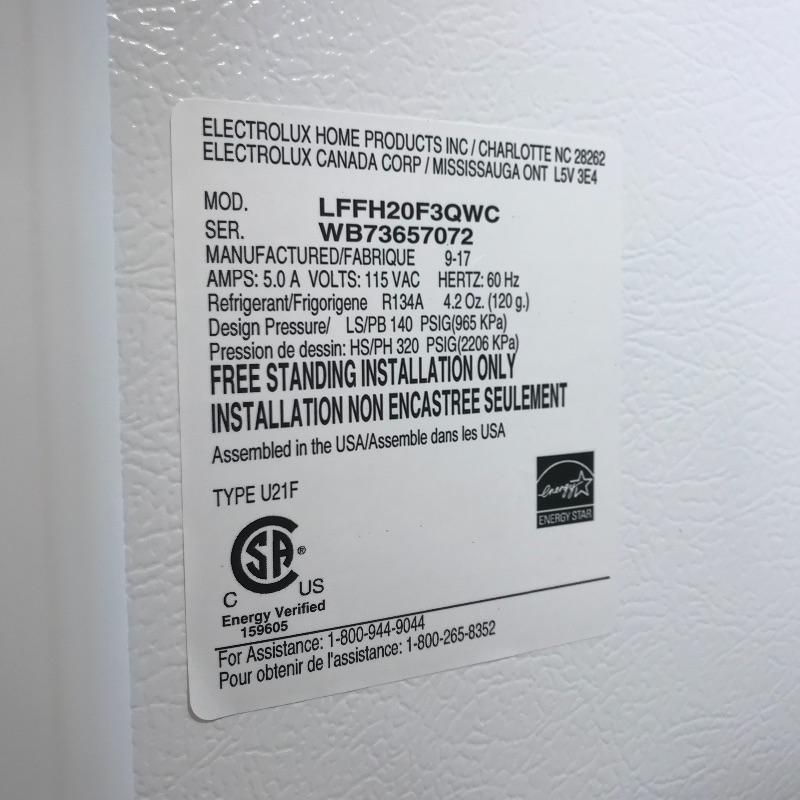 ELECTROLUX HOME PRODUCTS INC / CHARLOTTE NC 28262
ELECTROLUX CANADA CORP / MISSISSAUGA ONT L5V 3E4
MOD. LFFH20F3QWC
SER. WB73657072
MANUFACTURED/FABRIQUE 9-17
AMPS: 5.0 A VOLTS: 115 VAC HERTZ: 60 Hz
Refrigerant/Frigorigene R134A 4.2 Oz. (120 g.)
Design Pressure/ LS/PB 140 PSIG(965 KPa)
Pression de dessin: HS/PH 320 PSIG(2206 KPa)
FREE STANDING INSTALLATION ONLY
INSTALLATION NON ENCASTREE SEULEMENT
Assembled in the USA/Assemble dans les USA
TYPE U21F
energy
ENERGY STAR
SA®
C US
Energy Verified
159605
For Assistance: 1-800-944-9044
Pour obtenir de l'assistance: 1-800-265-8352